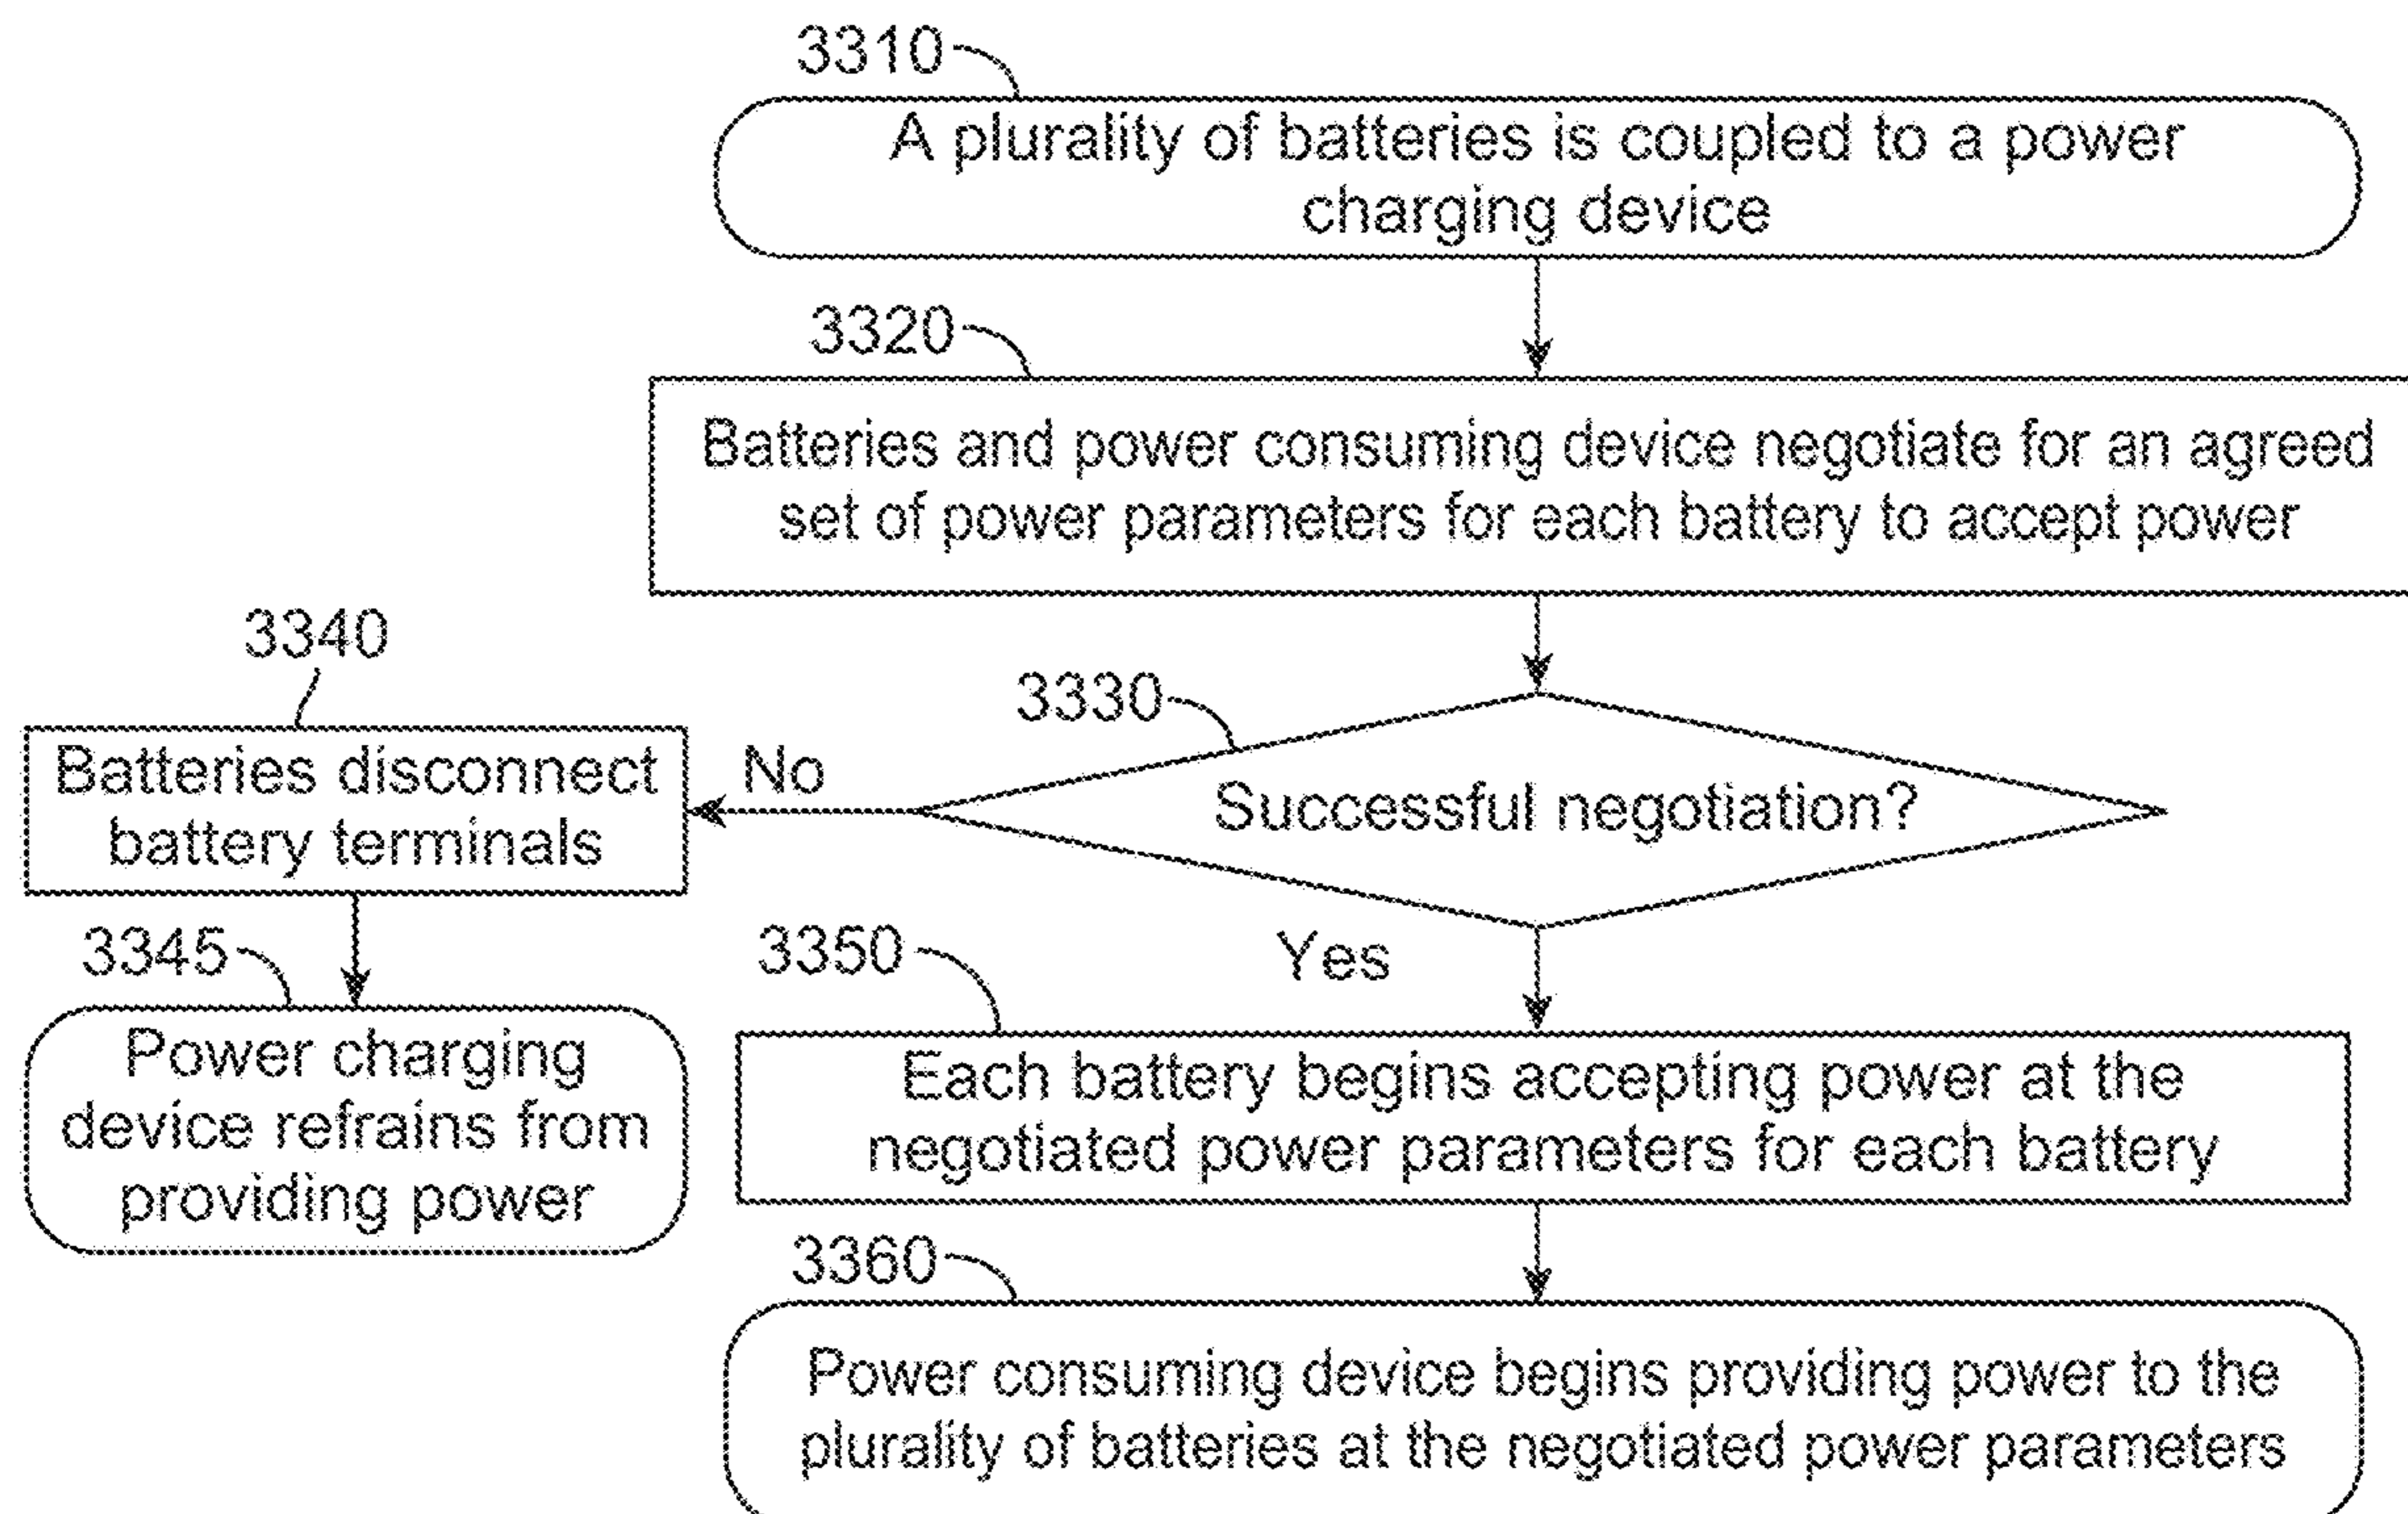 3310
A plurality of batteries is coupled to a power
charging device
3320
Batteries and power consuming device negotiate for an agreed
set of power parameters for each battery to accept power
3330
Successful negotiation?
No
3340
Batteries disconnect
battery terminals
3345
Power charging
device refrains from
providing power
Yes
3350
Each battery begins accepting power at the
negotiated power parameters for each battery
3360
Power consuming device begins providing power to the
plurality of batteries at the negotiated power parameters